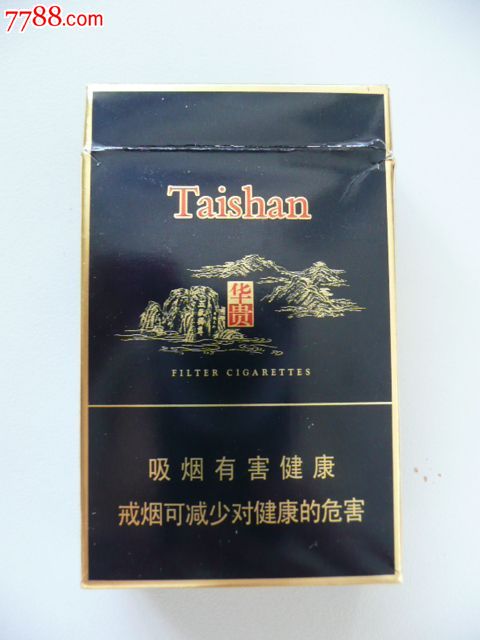 7788.com
Taishan
华
贵
FILTER CIGARETTES
吸烟有害健康
戒烟可减少对健康的危害